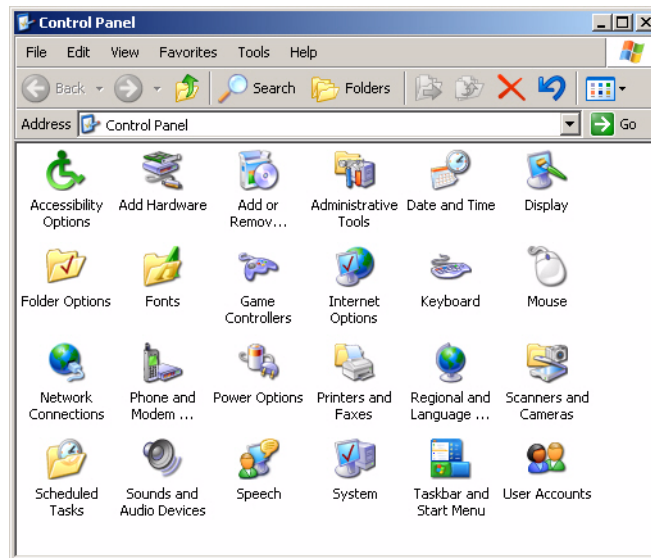 Control Panel
File Edit View Favorites Tools Help
Back Search Folders
Address Control Panel Go
Accessibility Options
Add Hardware
Add or Remov...
Administrative Tools
Date and Time
Display
Folder Options
Fonts
Game Controllers
Internet Options
Keyboard
Mouse
Network Connections
Phone and Modem ...
Power Options
Printers and Faxes
Regional and Language ...
Scanners and Cameras
Scheduled Tasks
Sounds and Audio Devices
Speech
System
Taskbar and Start Menu
User Accounts